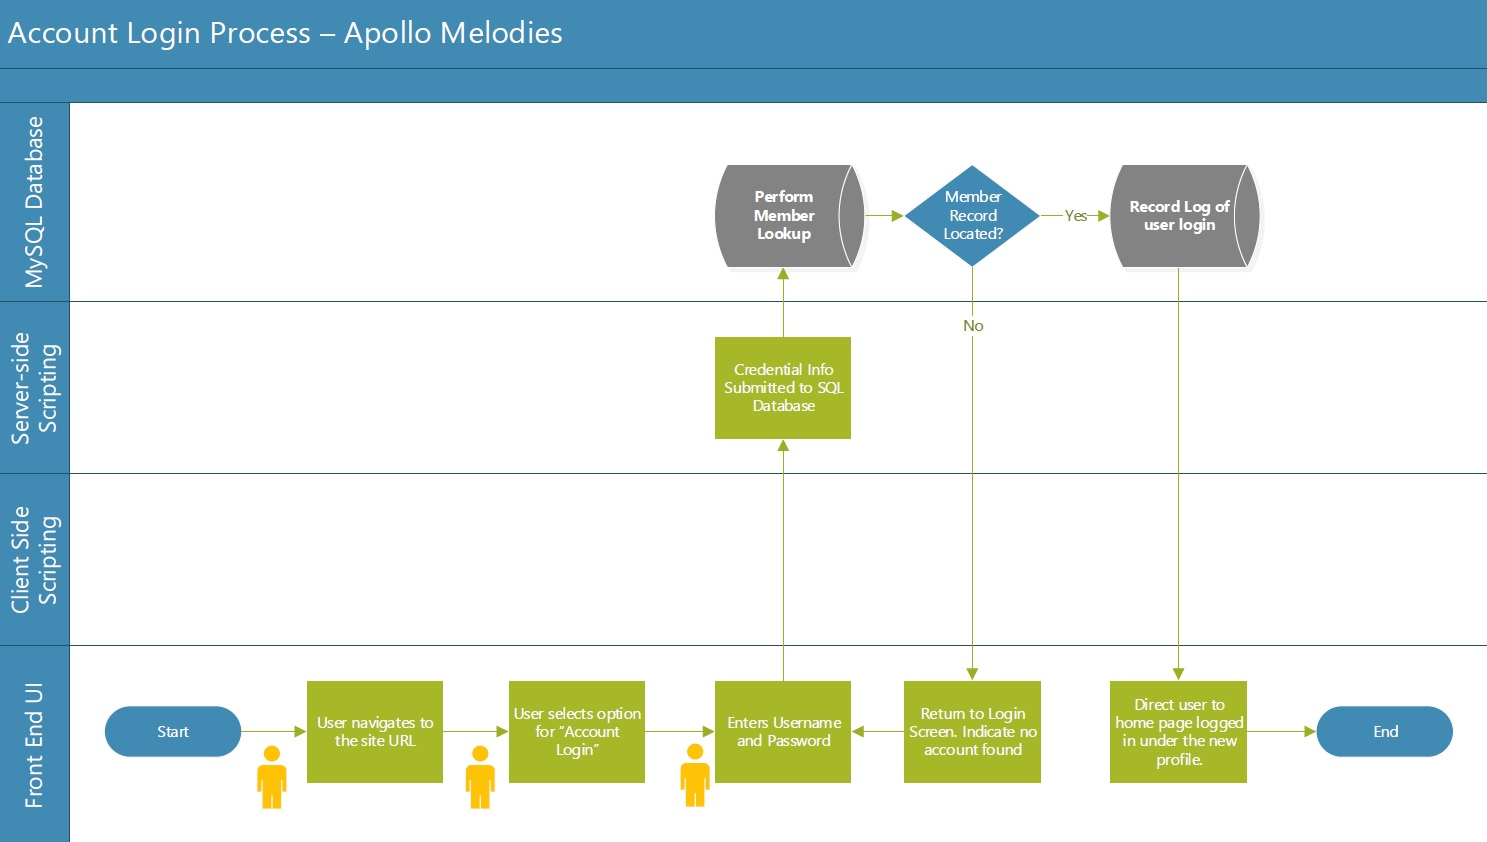 Account Login Process – Apollo Melodies
MySQL Database
Perform
Member
Lookup
Member
Record
Located?
Yes
Record Log of
user login
No
Server-side
Scripting
Credential Info
Submitted to SQL
Database
Client Side
Scripting
Front End UI
Start
User navigates to
the site URL
User selects option
for “Account
Login”
Enters Username
and Password
Return to Login
Screen. Indicate no
account found
Direct user to
home page logged
in under the new
profile.
End